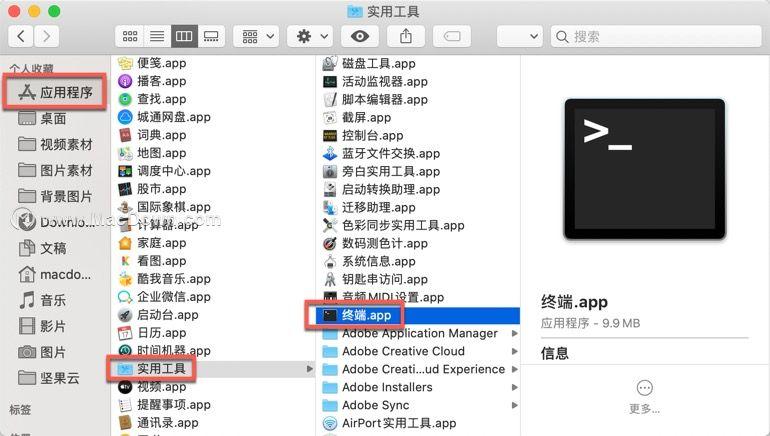 实用工具
搜索
个人收藏
应用程序
桌面
视频素材
图片素材
背景图片
Downlo...
文稿
macdo...
音乐
影片
图片
坚果云
标签
www.MacDown.com
便笺.app
播客.app
查找.app
城通网盘.app
词典.app
地图.app
调度中心.app
股市.app
国际象棋.app
计算器.app
家庭.app
看图.app
酷我音乐.app
企业微信.app
启动台.app
日历.app
时间机器.app
实用工具
视频.app
提醒事项.app
通讯录.app
磁盘工具.app
活动监视器.app
脚本编辑器.app
截屏.app
控制台.app
蓝牙文件交换.app
旁白实用工具.app
启动转换助理.app
迁移助理.app
色彩同步实用工具.app
数码测色计.app
系统信息.app
钥匙串访问.app
音频MIDI设置.app
终端.app
Adobe Application Manager
Adobe Creative Cloud
Adobe Creati...ud Experience
Adobe Installers
Adobe Sync
AirPort实用工具.app
>_
终端.app
应用程序 - 9.9 MB
信息
更多...